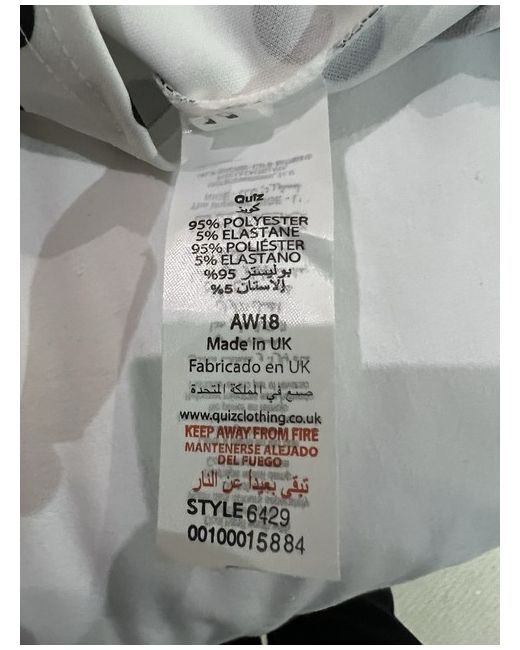 Quiz
كويز
95% POLYESTER
5% ELASTANE
95% POLIÉSTER
5% ELASTANO
بوليستر 95%
إلاستان 5%
AW18
Made in UK
Fabricado en UK
صنع في المملكة المتحدة
www.quizclothing.co.uk
KEEP AWAY FROM FIRE
MANTENERSE ALEJADO
DEL FUEGO
تبقى بعيدا عن النار
STYLE 6429
00100015884